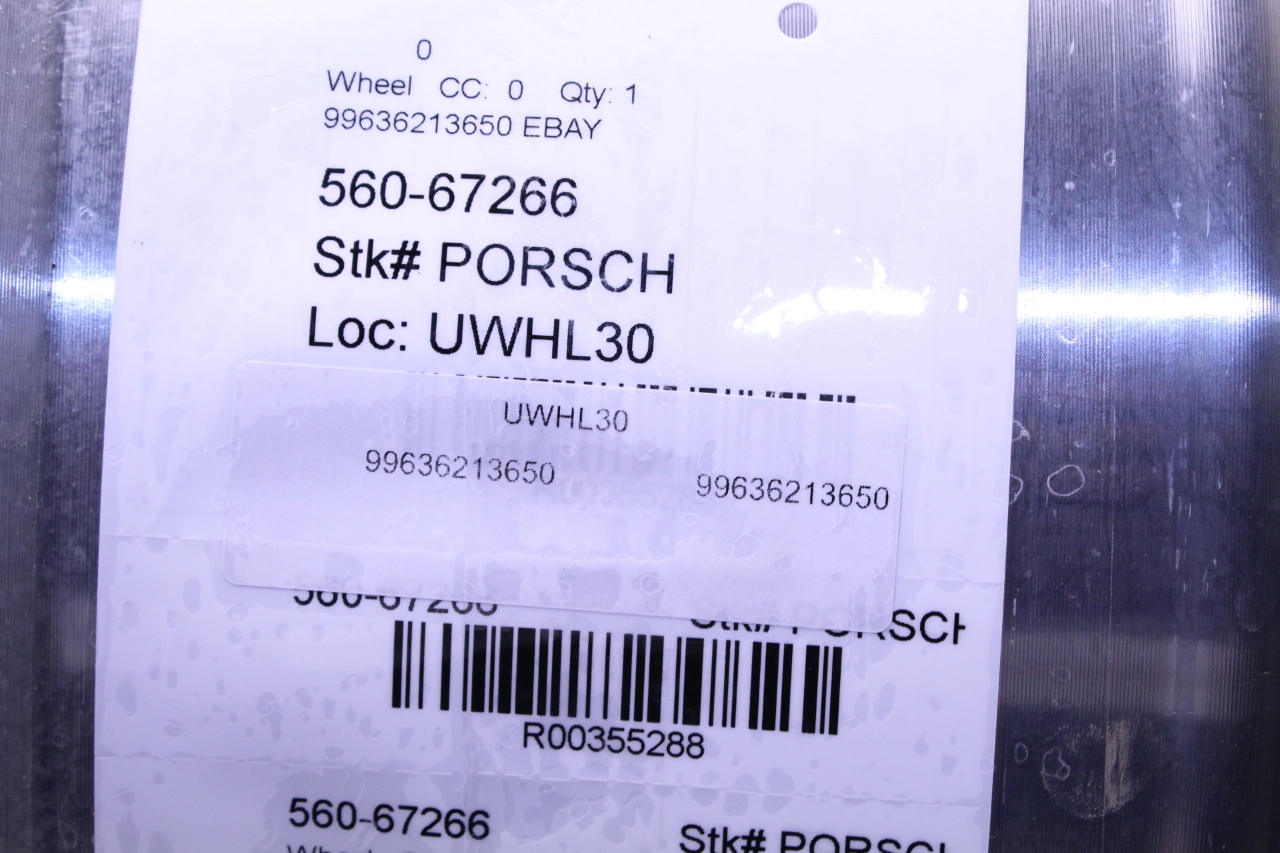 0
Wheel CC: 0 Qty: 1
99636213650 EBAY
560-67266
Stk# PORSCH
Loc: UWHL30
UWHL30
99636213650 99636213650
560-67266 Stk# PORSCH
R00355288
560-67266 Stk# PORSCH